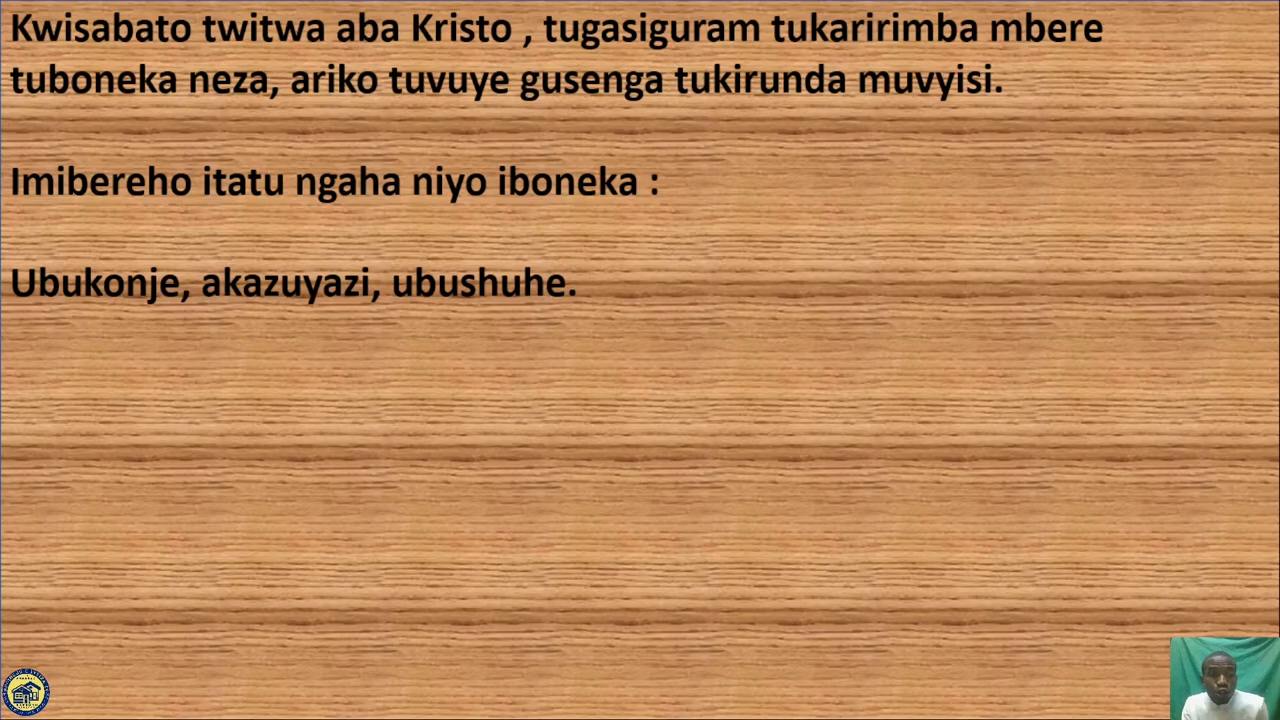 Kwisabato twitwa aba Kristo , tugasiguram tukaririmba mbere
tuboneka neza, ariko tuvuye gusenga tukirunda muvyisi.
Imibereho itatu ngaha niyo iboneka :
Ubukonje, akazuyazi, ubushuhe.